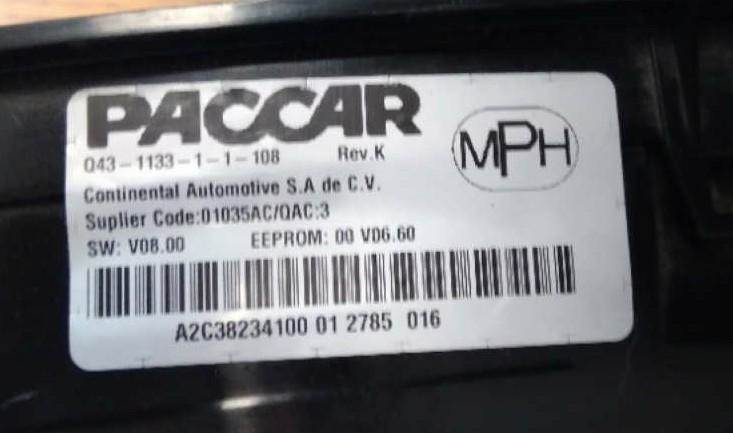 PACCAR
Q43-1133-1-1-108 Rev.K
MPH
Continental Automotive S.A de C.V.
Suplier Code:01035AC/QAC:3
SW: V08.00 EEPROM: 00 V06.60
A2C38234100 01 2785 016